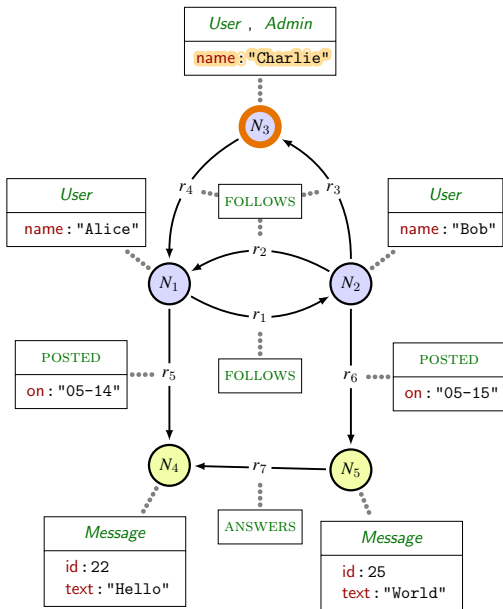 User , Admin
name : "Charlie"
N3
r4
r3
FOLLOWS
User
name : "Alice"
User
name : "Bob"
r2
N1
N2
r1
POSTED
on : "05-14"
r5
FOLLOWS
r6
POSTED
on : "05-15"
N4
r7
N5
ANSWERS
Message
id : 22
text : "Hello"
Message
id : 25
text : "World"